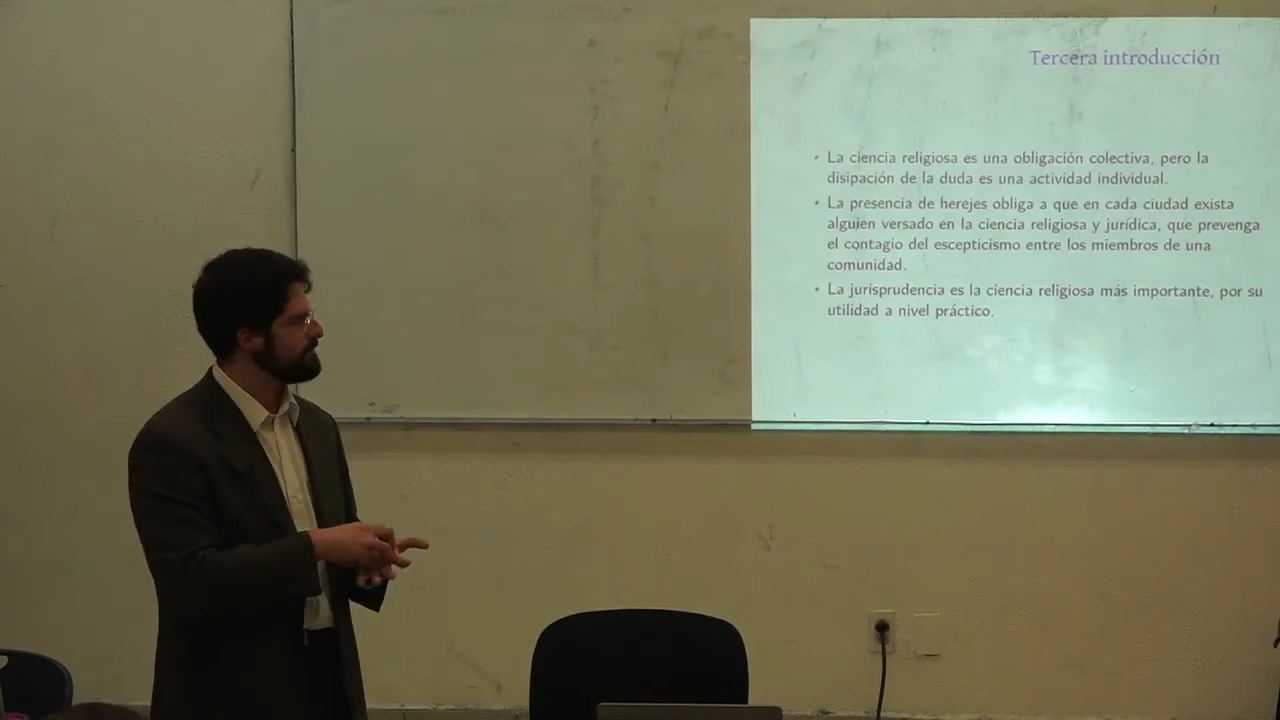 Tercera introducción
• La ciencia religiosa es una obligación colectiva, pero la
disipación de la duda es una actividad individual.
• La presencia de herejes obliga a que en cada ciudad exista
alguien versado en la ciencia religiosa y jurídica, que prevenga
el contagio del escepticismo entre los miembros de una
comunidad.
• La jurisprudencia es la ciencia religiosa más importante, por su
utilidad a nivel práctico.